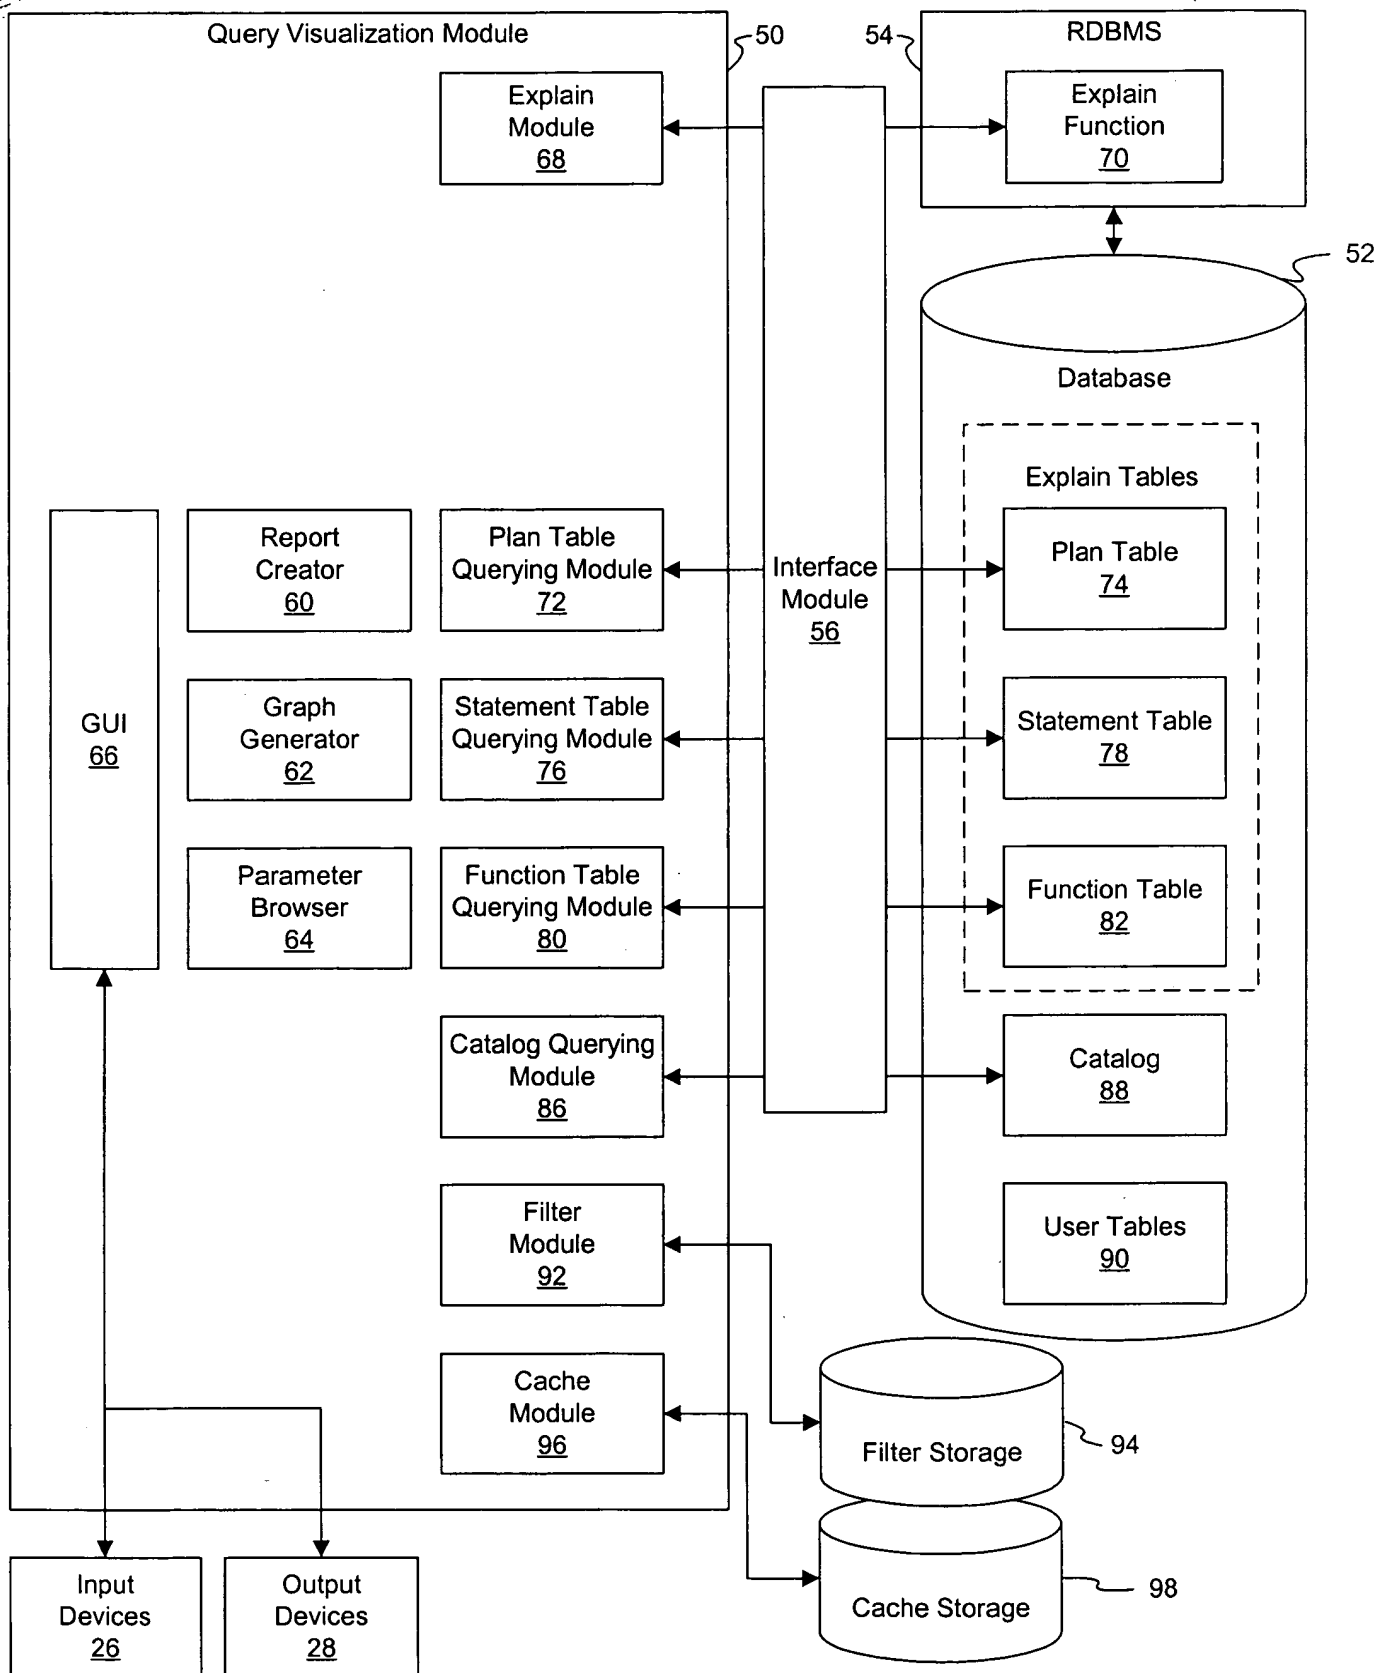 Query Visualization Module
50
54
RDBMS
Explain
Module
68
Explain
Function
70
52
Database
Explain Tables
GUI
66
Report
Creator
60
Plan Table
Querying Module
72
Interface
Module
56
Plan Table
74
Graph
Generator
62
Statement Table
Querying Module
76
Statement Table
78
Parameter
Browser
64
Function Table
Querying Module
80
Function Table
82
Catalog Querying
Module
86
Catalog
88
Filter
Module
92
User Tables
90
Cache
Module
96
Filter Storage
94
Cache Storage
98
Input
Devices
26
Output
Devices
28